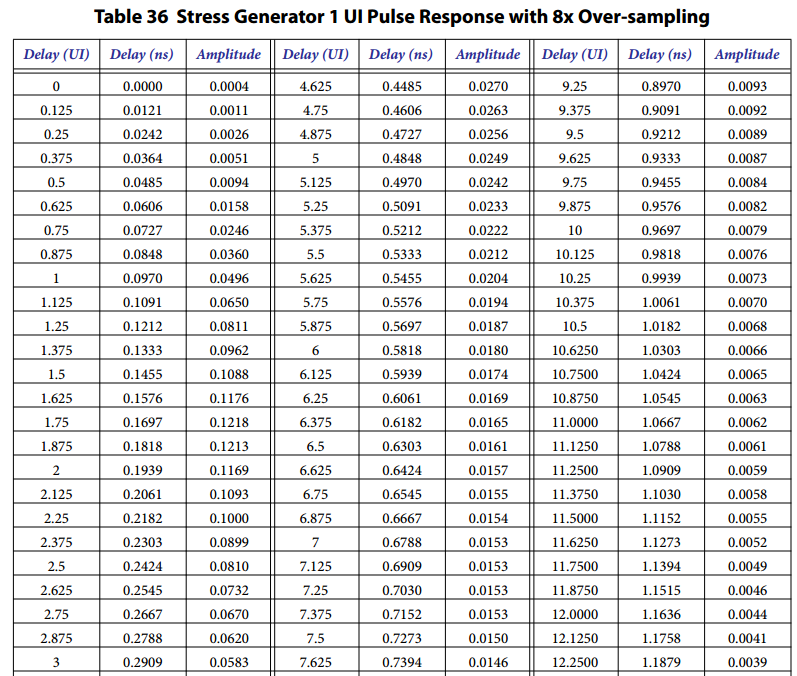 Table 36 Stress Generator 1 UI Pulse Response with 8x Over-sampling
Delay (UI) Delay (ns) Amplitude Delay (UI) Delay (ns) Amplitude Delay (UI) Delay (ns) Amplitude
0 0.0000 0.0004 4.625 0.4485 0.0270 9.25 0.8970 0.0093
0.125 0.0121 0.0011 4.75 0.4606 0.0263 9.375 0.9091 0.0092
0.25 0.0242 0.0026 4.875 0.4727 0.0256 9.5 0.9212 0.0089
0.375 0.0364 0.0051 5 0.4848 0.0249 9.625 0.9333 0.0087
0.5 0.0485 0.0094 5.125 0.4970 0.0242 9.75 0.9455 0.0084
0.625 0.0606 0.0158 5.25 0.5091 0.0233 9.875 0.9576 0.0082
0.75 0.0727 0.0246 5.375 0.5212 0.0222 10 0.9697 0.0079
0.875 0.0848 0.0360 5.5 0.5333 0.0212 10.125 0.9818 0.0076
1 0.0970 0.0496 5.625 0.5455 0.0204 10.25 0.9939 0.0073
1.125 0.1091 0.0650 5.75 0.5576 0.0194 10.375 1.0061 0.0070
1.25 0.1212 0.0811 5.875 0.5697 0.0187 10.5 1.0182 0.0068
1.375 0.1333 0.0962 6 0.5818 0.0180 10.6250 1.0303 0.0066
1.5 0.1455 0.1088 6.125 0.5939 0.0174 10.7500 1.0424 0.0065
1.625 0.1576 0.1176 6.25 0.6061 0.0169 10.8750 1.0545 0.0063
1.75 0.1697 0.1218 6.375 0.6182 0.0165 11.0000 1.0667 0.0062
1.875 0.1818 0.1213 6.5 0.6303 0.0161 11.1250 1.0788 0.0061
2 0.1939 0.1169 6.625 0.6424 0.0157 11.2500 1.0909 0.0059
2.125 0.2061 0.1093 6.75 0.6545 0.0155 11.3750 1.1030 0.0058
2.25 0.2182 0.1000 6.875 0.6667 0.0154 11.5000 1.1152 0.0055
2.375 0.2303 0.0899 7 0.6788 0.0153 11.6250 1.1273 0.0052
2.5 0.2424 0.0810 7.125 0.6909 0.0153 11.7500 1.1394 0.0049
2.625 0.2545 0.0732 7.25 0.7030 0.0153 11.8750 1.1515 0.0046
2.75 0.2667 0.0670 7.375 0.7152 0.0153 12.0000 1.1636 0.0044
2.875 0.2788 0.0620 7.5 0.7273 0.0150 12.1250 1.1758 0.0041
3 0.2909 0.0583 7.625 0.7394 0.0146 12.2500 1.1879 0.0039